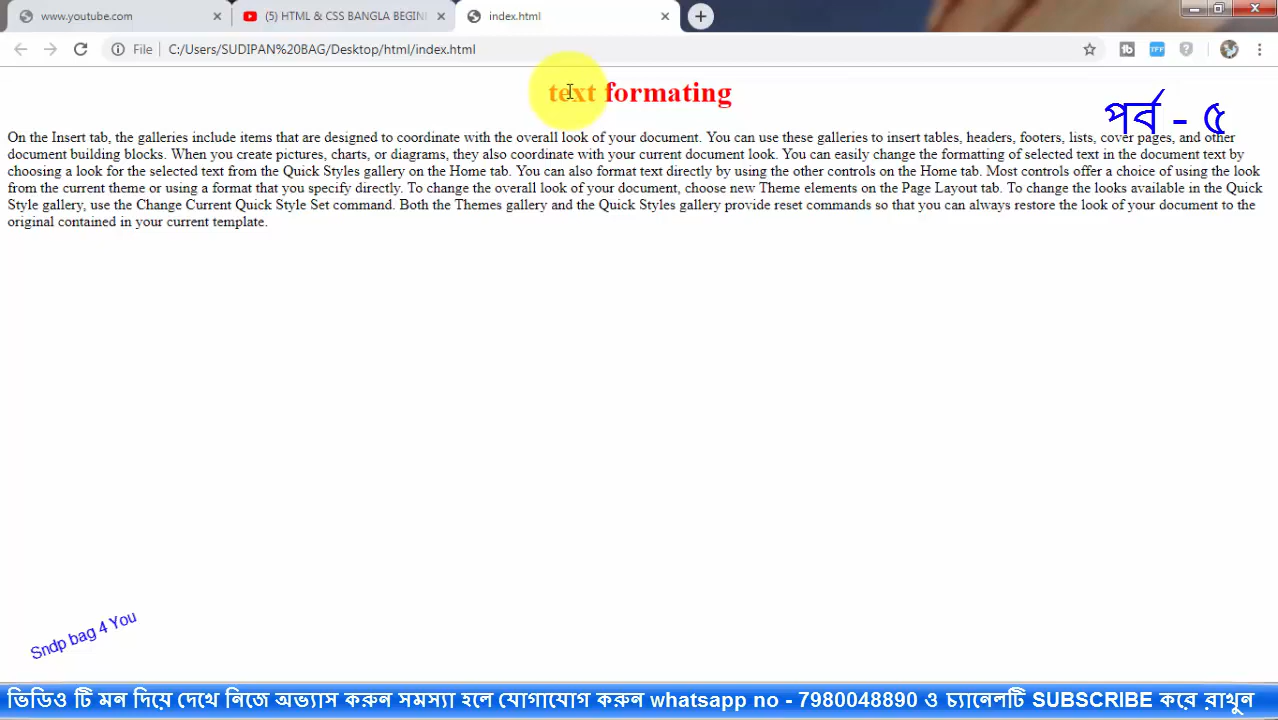 www.youtube.com
(5) HTML & CSS BANGLA BEGINI
index.html
File
C:/Users/SUDIPAN%20BAG/Desktop/html/index.html
text formating
পর্ব - ৫
On the Insert tab, the galleries include items that are designed to coordinate with the overall look of your document. You can use these galleries to insert tables, headers, footers, lists, cover pages, and other
document building blocks. When you create pictures, charts, or diagrams, they also coordinate with your current document look. You can easily change the formatting of selected text in the document text by
choosing a look for the selected text from the Quick Styles gallery on the Home tab. You can also format text directly by using the other controls on the Home tab. Most controls offer a choice of using the look
from the current theme or using a format that you specify directly. To change the overall look of your document, choose new Theme elements on the Page Layout tab. To change the looks available in the Quick
Style gallery, use the Change Current Quick Style Set command. Both the Themes gallery and the Quick Styles gallery provide reset commands so that you can always restore the look of your document to the
original contained in your current template.
Sndp bag 4 You
ভিডিও টি মন দিয়ে দেখে নিজে অভ্যাস করুন সমস্যা হলে যোগাযোগ করুন whatsapp no - 7980048890 ও চ্যানেলটি SUBSCRIBE করে রাখুন